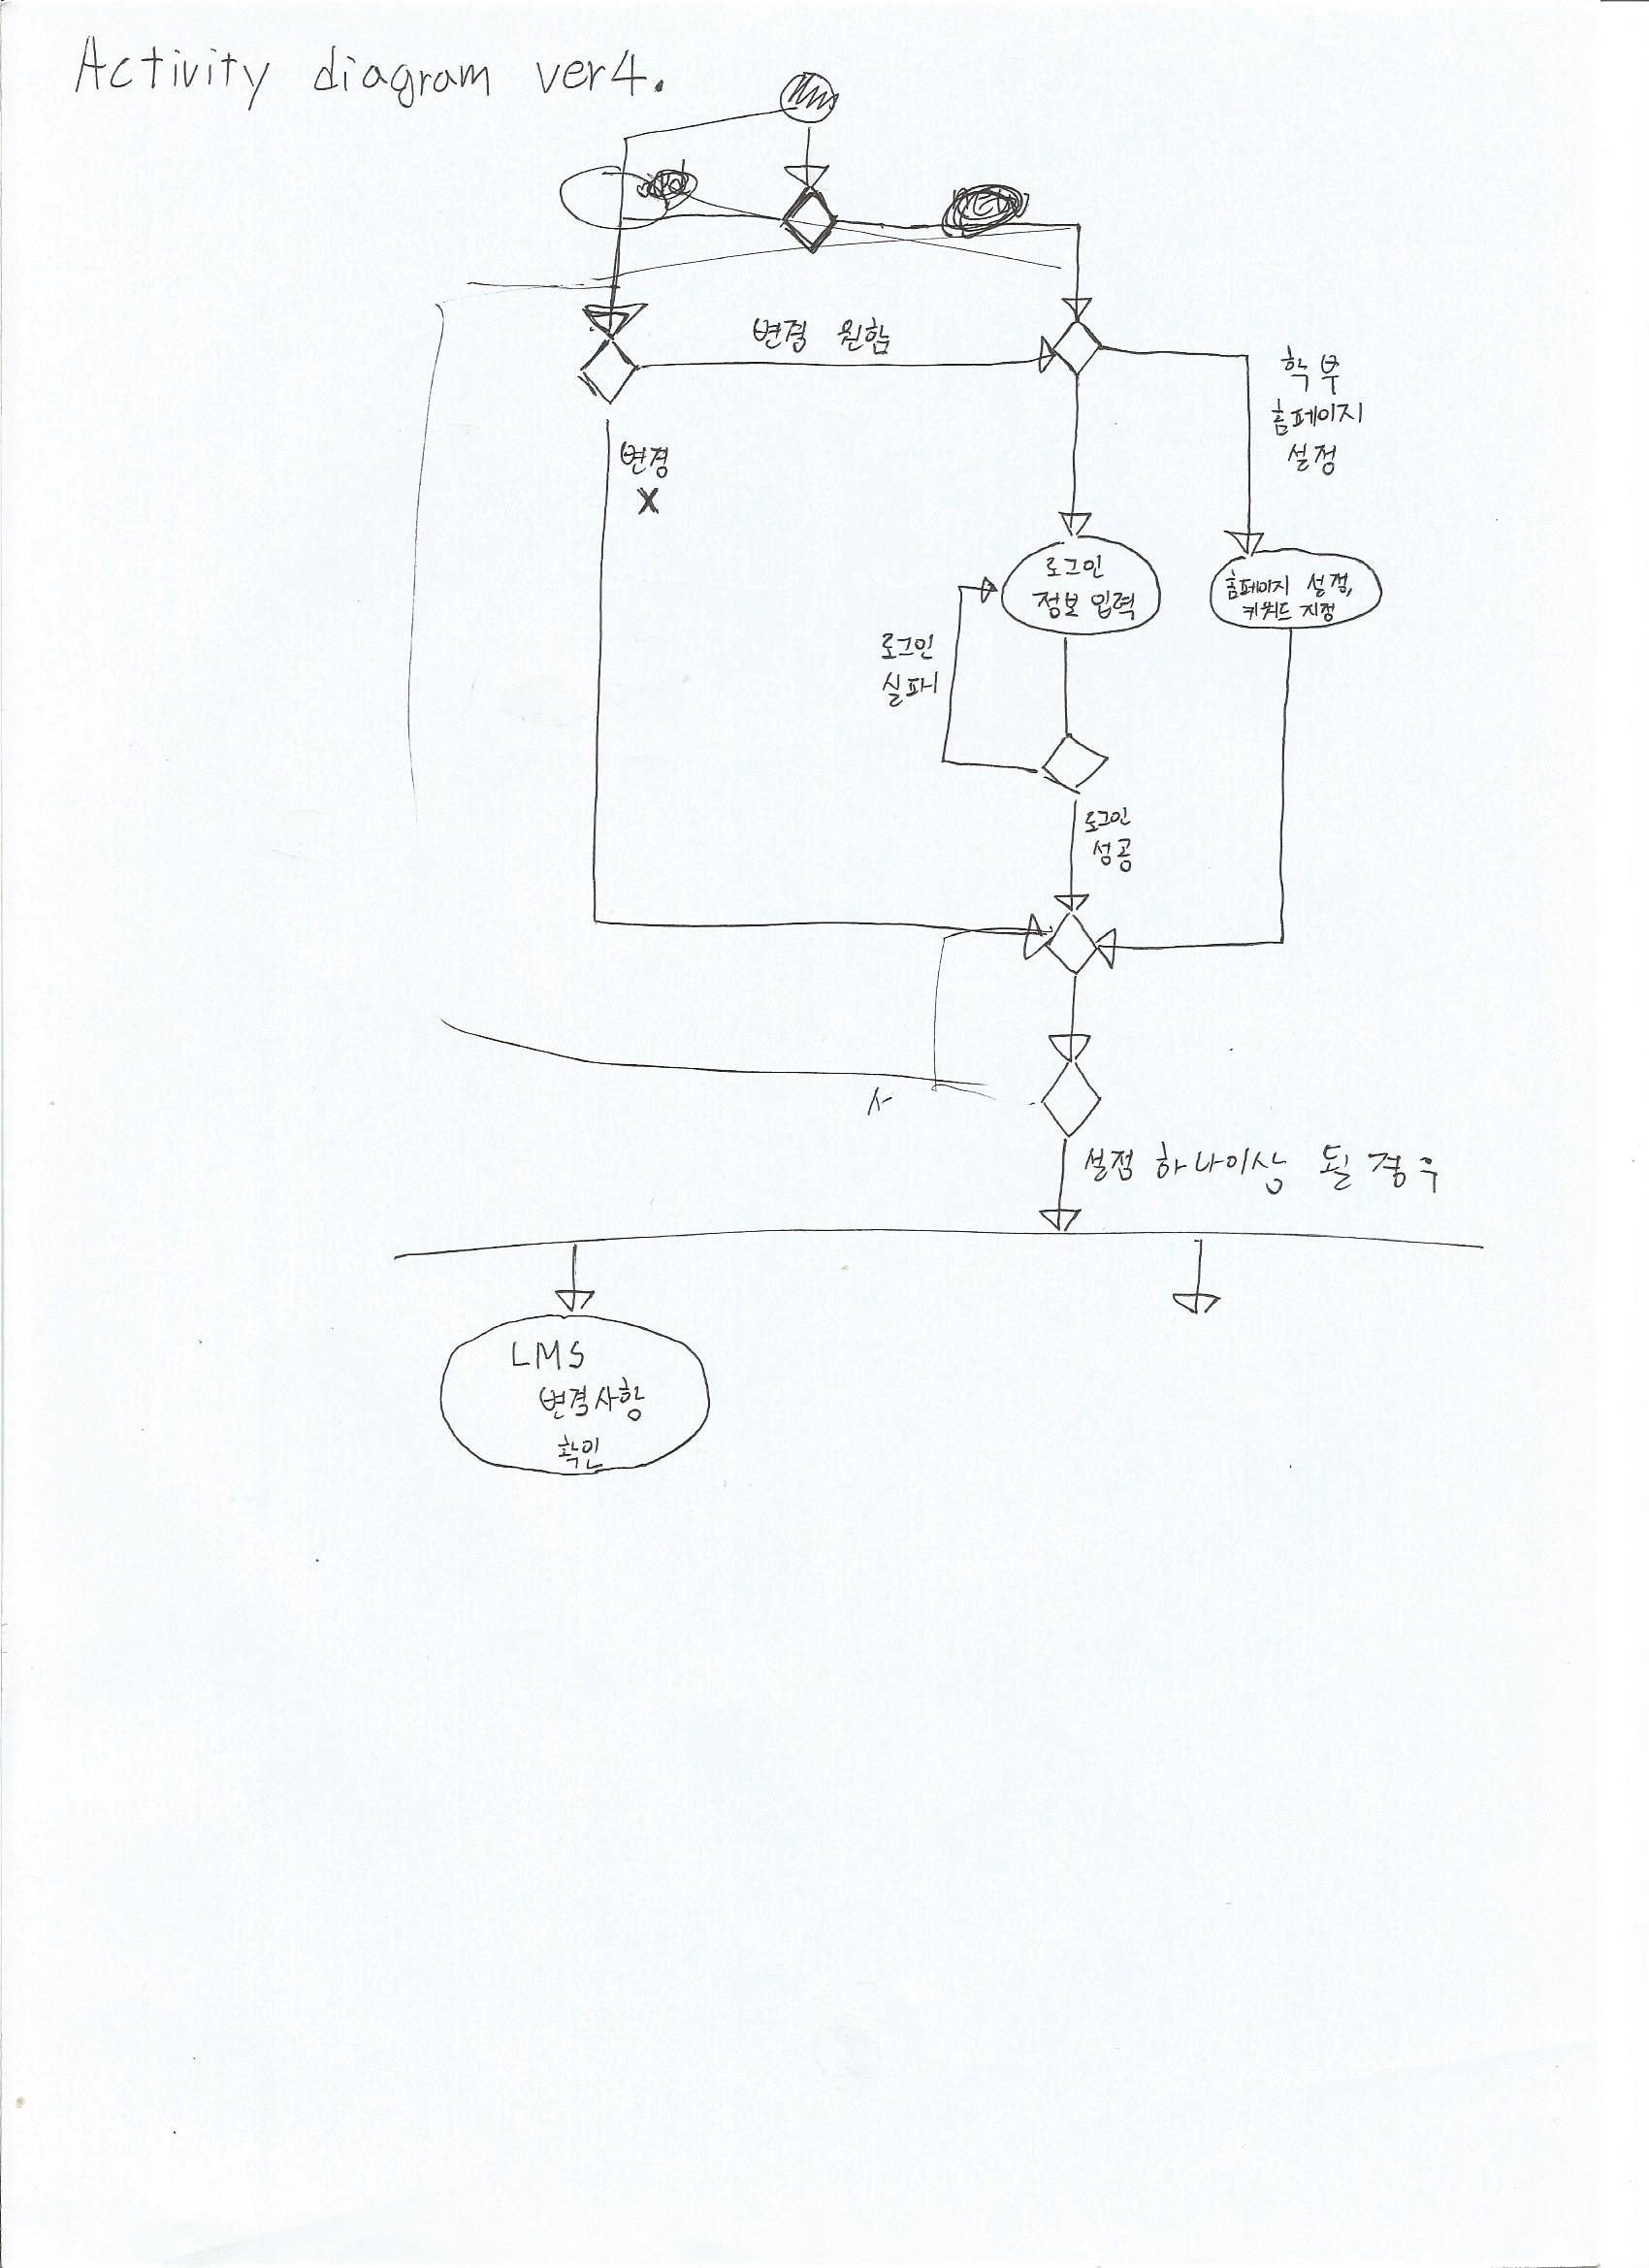 Activity diagram ver4.
변경 원함
학부
홈페이지
설정
변경
X
로그인
정보 입력
홈페이지 설정,
키워드 지정
로그인
실패
로그인
성공
사
설정 하나이상 될 경우
LMS
변경사항
확인